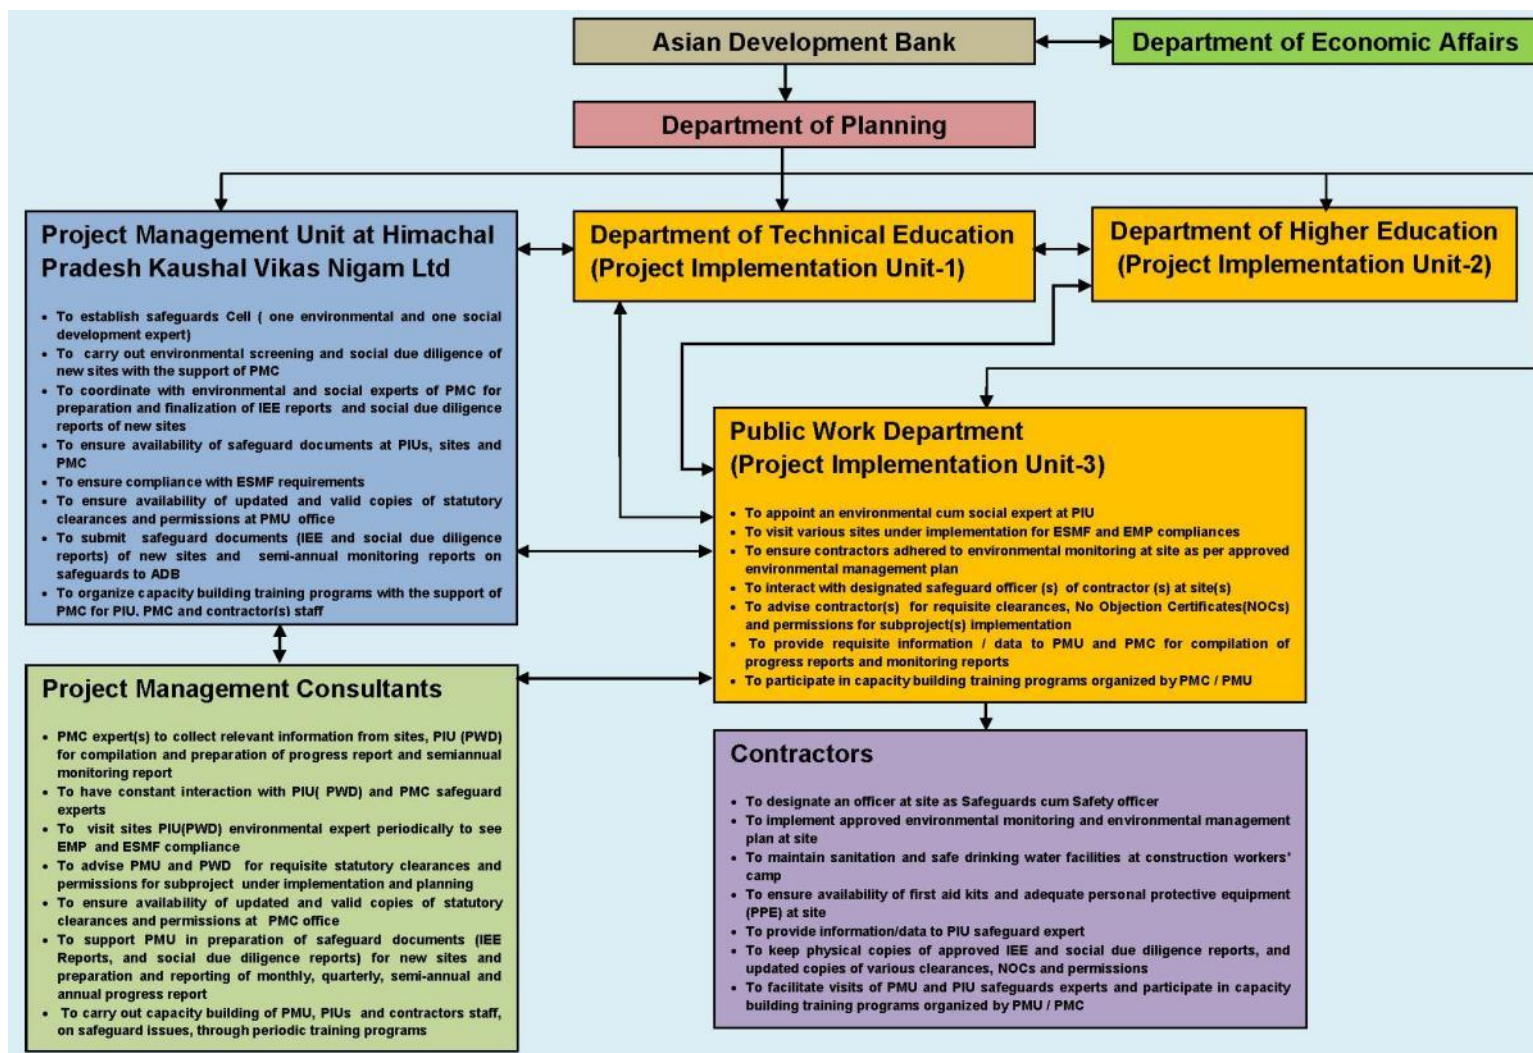 Asian Development Bank
Department of Economic Affairs
Department of Planning
Project Management Unit at Himachal
Pradesh Kaushal Vikas Nigam Ltd
• To establish safeguards Cell ( one environmental and one social
development expert)
• To carry out environmental screening and social due diligence of
new sites with the support of PMC
• To coordinate with environmental and social experts of PMC for
preparation and finalization of IEE reports and social due diligence
reports of new sites
• To ensure availability of safeguard documents at PIUs, sites and
PMC
• To ensure compliance with ESMF requirements
• To ensure availability of updated and valid copies of statutory
clearances and permissions at PMU office
• To submit safeguard documents (IEE and social due diligence
reports) of new sites and semi-annual monitoring reports on
safeguards to ADB
• To organize capacity building training programs with the support of
PMC for PIU, PMC and contractor(s) staff
Department of Technical Education
(Project Implementation Unit-1)
Department of Higher Education
(Project Implementation Unit-2)
Public Work Department
(Project Implementation Unit-3)
• To appoint an environmental cum social expert at PIU
• To visit various sites under implementation for ESMF and EMP compliances
• To ensure contractors adhered to environmental monitoring at site as per approved
environmental management plan
• To interact with designated safeguard officer (s) of contractor (s) at site(s)
• To advise contractor(s) for requisite clearances, No Objection Certificates(NOCs)
and permissions for subproject(s) implementation
• To provide requisite information / data to PMU and PMC for compilation of
progress reports and monitoring reports
• To participate in capacity building training programs organized by PMC / PMU
Project Management Consultants
• PMC expert(s) to collect relevant information from sites, PIU (PWD)
for compilation and preparation of progress report and semiannual
monitoring report
• To have constant interaction with PIU( PWD) and PMC safeguard
experts
• To visit sites PIU(PWD) environmental expert periodically to see
EMP and ESMF compliance
• To advise PMU and PWD for requisite statutory clearances and
permissions for subproject under implementation and planning
• To ensure availability of updated and valid copies of statutory
clearances and permissions at PMC office
• To support PMU in preparation of safeguard documents (IEE
Reports, and social due diligence reports) for new sites and
preparation and reporting of monthly, quarterly, semi-annual and
annual progress report
• To carry out capacity building of PMU, PIUs and contractors staff,
on safeguard issues, through periodic training programs
Contractors
• To designate an officer at site as Safeguards cum Safety officer
• To implement approved environmental monitoring and environmental management
plan at site
• To maintain sanitation and safe drinking water facilities at construction workers'
camp
• To ensure availability of first aid kits and adequate personal protective equipment
(PPE) at site
• To provide information/data to PIU safeguard expert
• To keep physical copies of approved IEE and social due diligence Reports, and
updated copies of various clearances, NOCs and permissions
• To facilitate visits of PMU and PIU safeguards experts and participate in capacity
building training programs organized by PMU / PMC